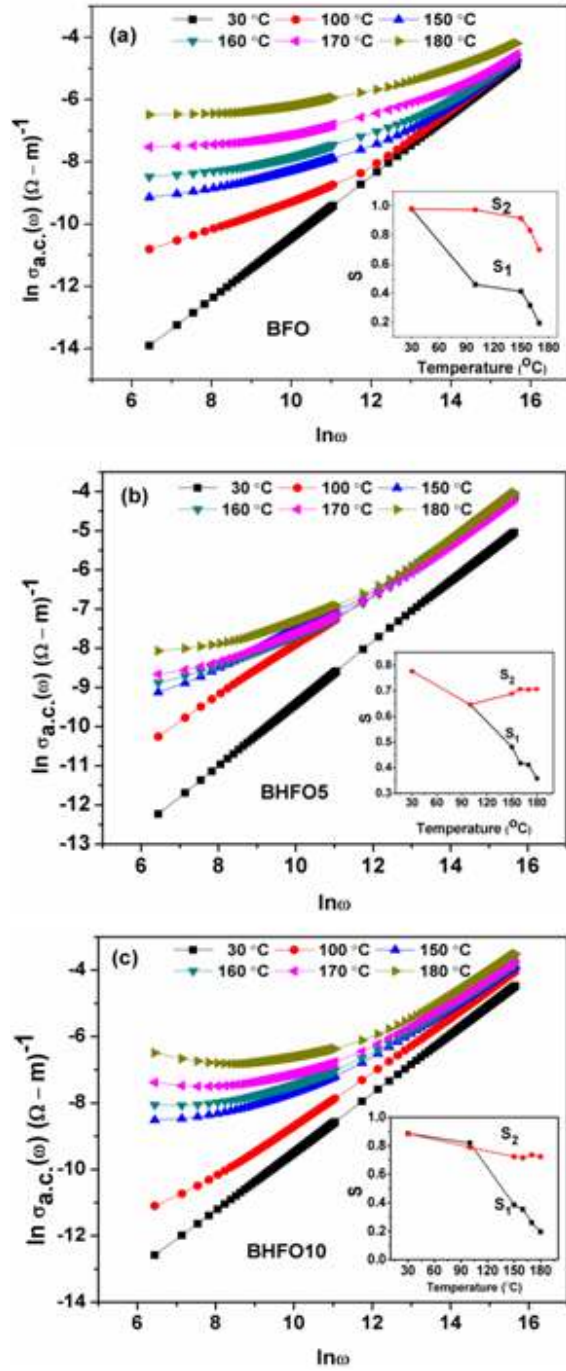 (a)
30 °C 100 °C 150 °C
160 °C 170 °C 180 °C
-4
-6
-8
-10
-12
-14
ln σa.c.(ω) (Ω – m)-1
BFO
1.0
0.8
0.6
0.4
0.2
S
S2
S1
30 60 90 120 150 180
Temperature (°C)
6 8 10 12 14 16
lnω
(b)
30 °C 100 °C 150 °C
160 °C 170 °C 180 °C
-4
-5
-6
-7
-8
-9
-10
-11
-12
-13
ln σa.c.(ω) (Ω – m)-1
BHFO5
0.8
0.7
0.6
0.5
0.4
0.3
S
S2
S1
30 60 90 120 150 180
Temperature (°C)
6 8 10 12 14 16
lnω
(c)
30 °C 100 °C 150 °C
160 °C 170 °C 180 °C
-4
-6
-8
-10
-12
-14
ln σa.c.(ω) (Ω – m)-1
BHFO10
1.0
0.8
0.6
0.4
0.2
0.0
S
S2
S1
30 60 90 120 150 180
Temperature (°C)
6 8 10 12 14 16
lnω